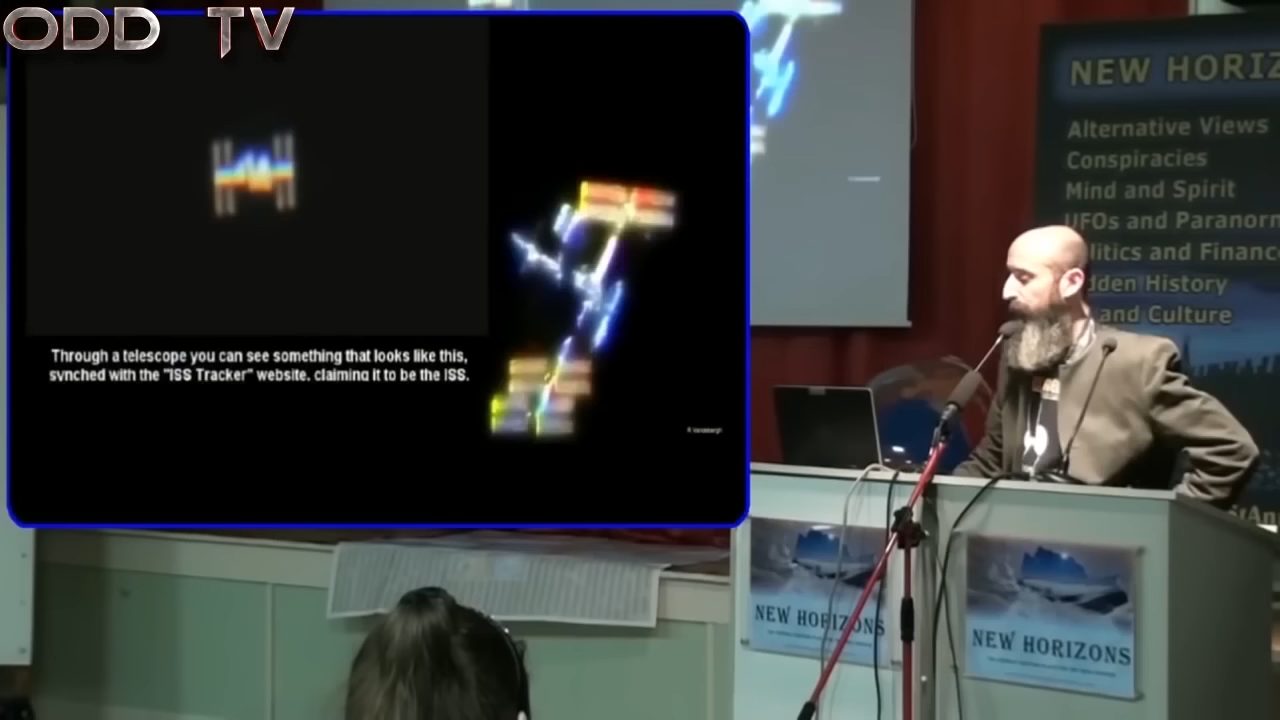 ODD TV
Through a telescope you can see something that looks like this,
synched with the "ISS Tracker" website. claiming it to be the ISS.
NEW HORIZ
Alternative Views
Conspiracies
Mind and Spirit
UFOs and Paranorm
litics and Finance
dden History
and Culture
NEW HORIZONS
NEW HORIZONS